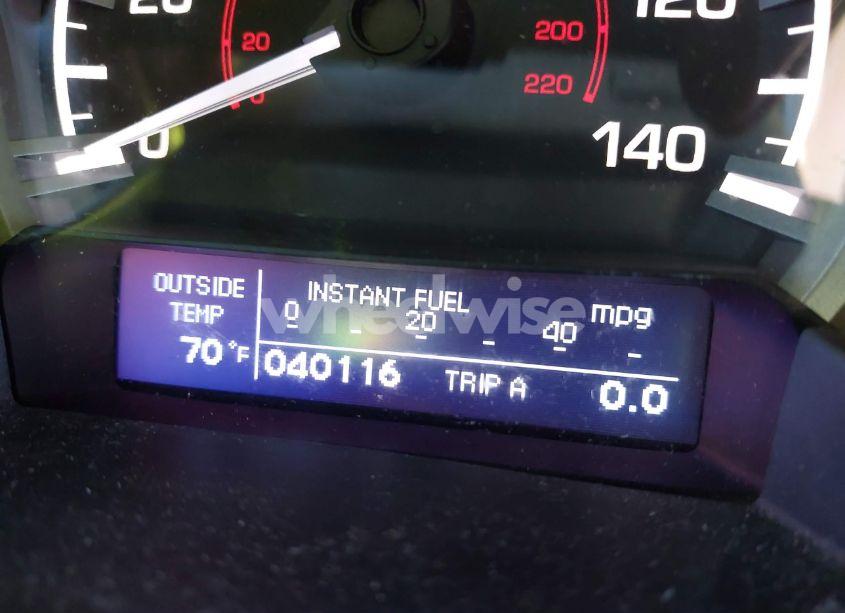 20 120
20 200
0 220
0 140
wheelwise
OUTSIDE INSTANT FUEL mpg
TEMP 0 20 40
70 °F 040116 TRIP A 0.0